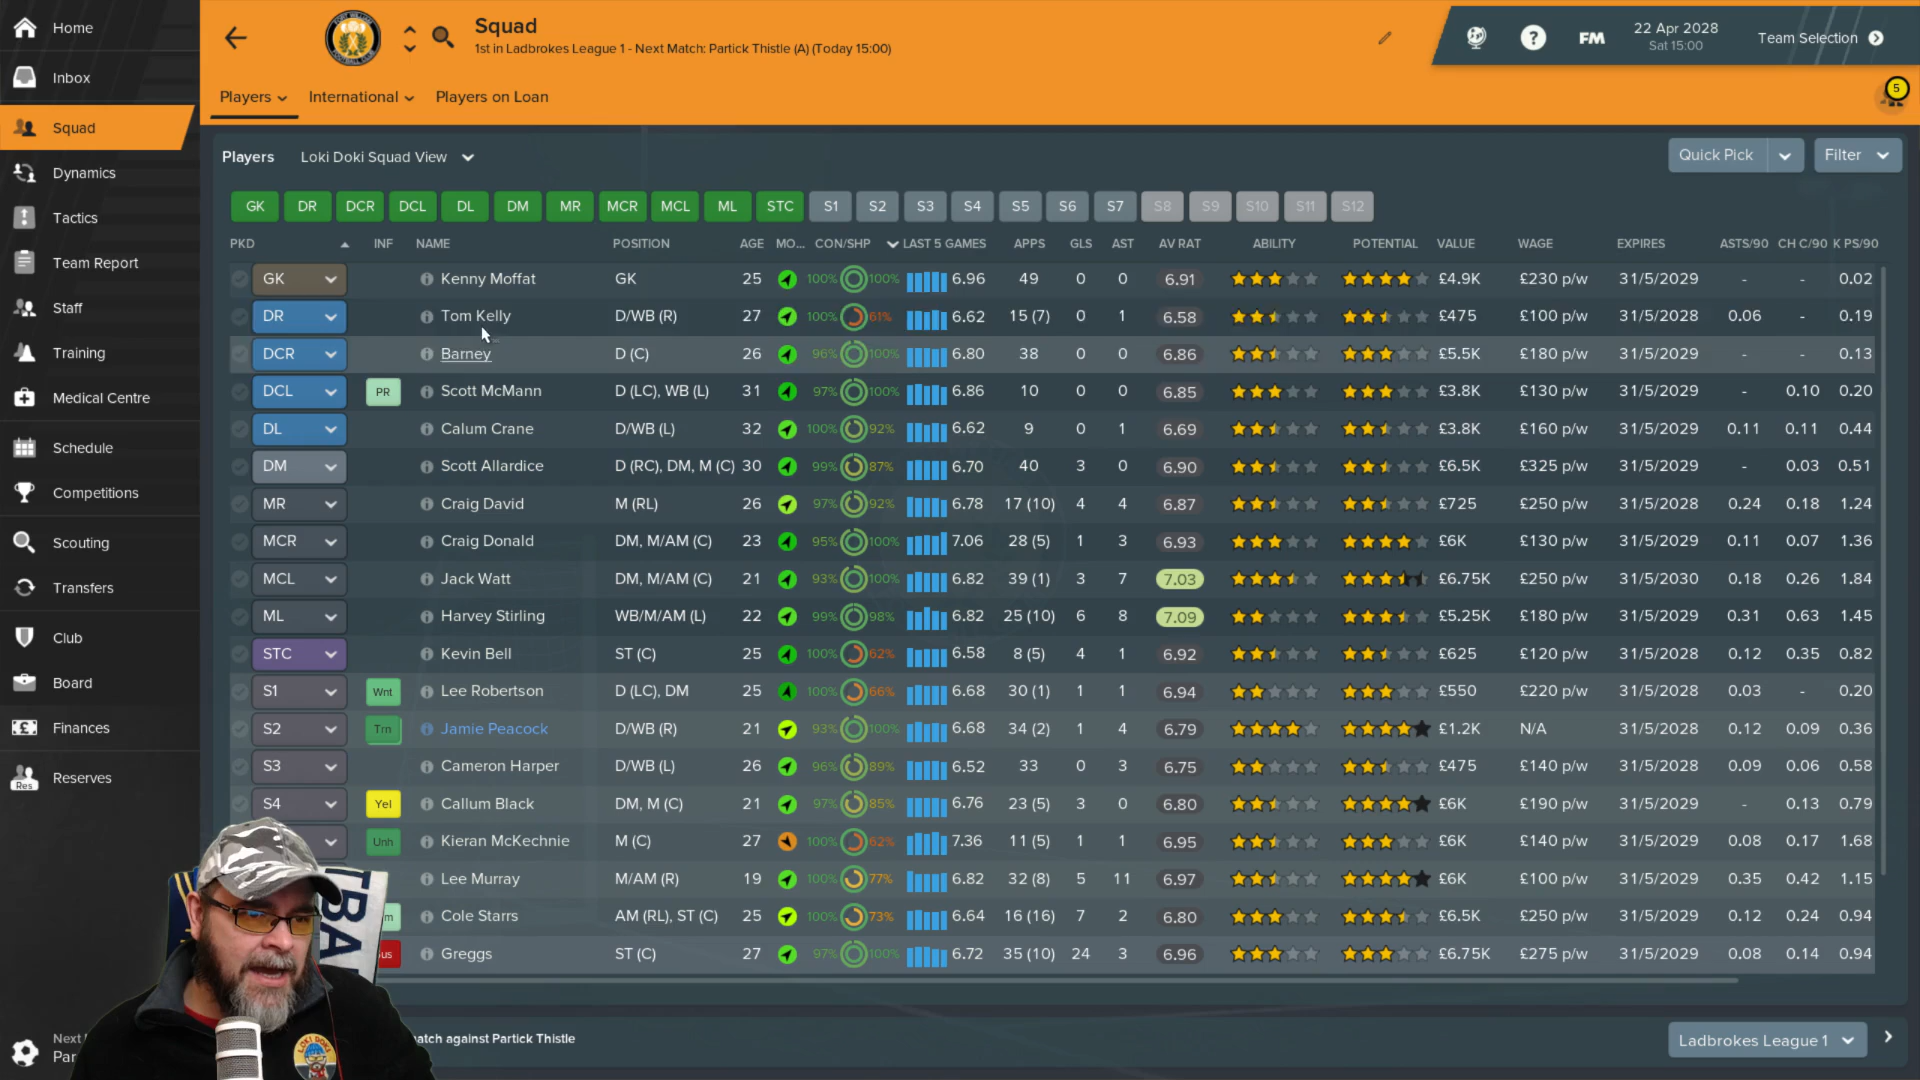 Home
Inbox
Squad
Dynamics
Tactics
Team Report
Staff
Training
Medical Centre
Schedule
Competitions
Scouting
Transfers
Club
Board
Finances
Res Reserves
Squad
1st in Ladbrokes League 1 - Next Match: Partick Thistle (A) (Today 15:00)
? FM 22 Apr 2028 Team Selection
Sat 15:00
Players International Players on Loan 5
Players Loki Doki Squad View Quick Pick Filter
GK DR DCR DCL DL DM MR MCR MCL ML STC S1 S2 S3 S4 S5 S6 S7 S8 S9 S10 S11 S12
PKD INF NAME POSITION AGE MO... CON/SHP LAST 5 GAMES APPS GLS AST AV RAT ABILITY POTENTIAL VALUE WAGE EXPIRES ASTS/90 CH C/90 K PS/90
GK Kenny Moffat GK 25 100% 100% 6.96 49 0 0 6.91 £4.9K £230 p/w 31/5/2029 - - 0.02
DR Tom Kelly D/WB (R) 27 100% 61% 6.62 15 (7) 0 1 6.58 £475 £100 p/w 31/5/2028 0.06 - 0.19
DCR Barney D (C) 26 96% 100% 6.80 38 0 0 6.86 £5.5K £180 p/w 31/5/2029 - - 0.13
DCL PR Scott McMann D (LC), WB (L) 31 97% 100% 6.86 10 0 0 6.85 £3.8K £130 p/w 31/5/2029 - 0.10 0.20
DL Calum Crane D/WB (L) 32 100% 92% 6.62 9 0 1 6.69 £3.8K £160 p/w 31/5/2029 0.11 0.11 0.44
DM Scott Allardice D (RC), DM, M (C) 30 99% 87% 6.70 40 3 0 6.90 £6.5K £325 p/w 31/5/2029 - 0.03 0.51
MR Craig David M (RL) 26 97% 92% 6.78 17 (10) 4 4 6.87 £725 £250 p/w 31/5/2028 0.24 0.18 1.24
MCR Craig Donald DM, M/AM (C) 23 95% 100% 7.06 28 (5) 1 3 6.93 £6K £130 p/w 31/5/2029 0.11 0.07 1.36
MCL Jack Watt DM, M/AM (C) 21 93% 100% 6.82 39 (1) 3 7 7.03 £6.75K £250 p/w 31/5/2030 0.18 0.26 1.84
ML Harvey Stirling WB/M/AM (L) 22 99% 98% 6.82 25 (10) 6 8 7.09 £5.25K £180 p/w 31/5/2029 0.31 0.63 1.45
STC Kevin Bell ST (C) 25 100% 62% 6.58 8 (5) 4 1 6.92 £625 £120 p/w 31/5/2028 0.12 0.35 0.82
S1 Wnt Lee Robertson D (LC), DM 25 100% 66% 6.68 30 (1) 1 1 6.94 £550 £220 p/w 31/5/2028 0.03 - 0.20
S2 Trn Jamie Peacock D/WB (R) 21 93% 100% 6.68 34 (2) 1 4 6.79 £1.2K N/A 31/5/2028 0.12 0.09 0.36
S3 Cameron Harper D/WB (L) 26 96% 89% 6.52 33 0 3 6.75 £475 £140 p/w 31/5/2028 0.09 0.06 0.58
S4 Yel Callum Black DM, M (C) 21 97% 85% 6.76 23 (5) 3 0 6.80 £6K £190 p/w 31/5/2029 - 0.13 0.79
Unh Kieran McKechnie M (C) 27 100% 62% 7.36 11 (5) 1 1 6.95 £6K £140 p/w 31/5/2029 0.08 0.17 1.68
Lee Murray M/AM (R) 19 100% 77% 6.82 32 (8) 5 11 6.97 £6K £100 p/w 31/5/2029 0.35 0.42 1.15
m Cole Starrs AM (RL), ST (C) 25 100% 73% 6.64 16 (16) 7 2 6.80 £6.5K £250 p/w 31/5/2029 0.12 0.24 0.94
us Greggs ST (C) 27 97% 100% 6.72 35 (10) 24 3 6.96 £6.75K £275 p/w 31/5/2029 0.08 0.14 0.94
Next
Par
atch against Partick Thistle
Ladbrokes League 1
TBA
LOKI DOKI